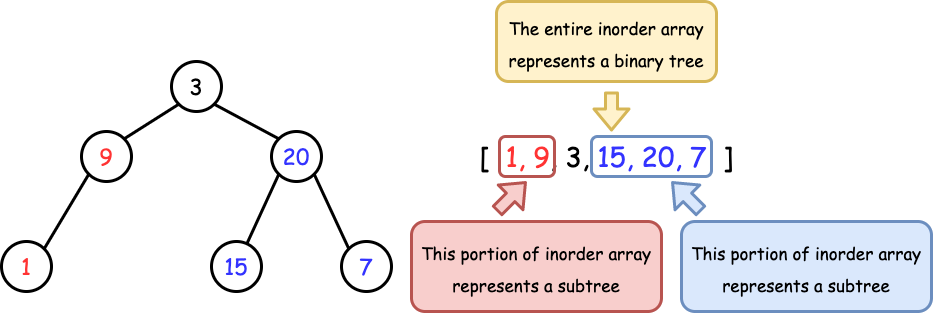 3
9
20
1
15
7
The entire inorder array
represents a binary tree
[ 1, 9, 3, 15, 20, 7 ]
This portion of inorder array
represents a subtree
This portion of inorder array
represents a subtree